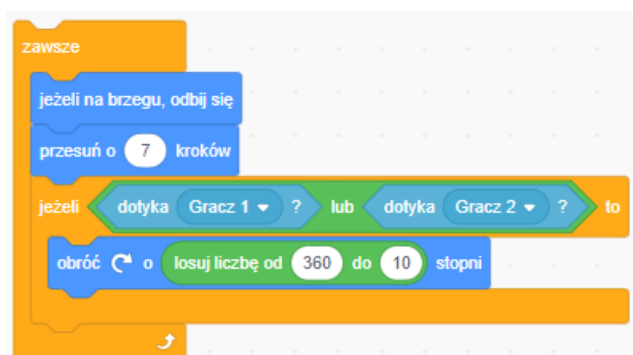 zawsze
jeżeli na brzegu, odbij się
przesuń o 7 kroków
jeżeli dotyka Gracz 1 ? lub dotyka Gracz 2 ? to
obróć o losuj liczbę od 360 do 10 stopni